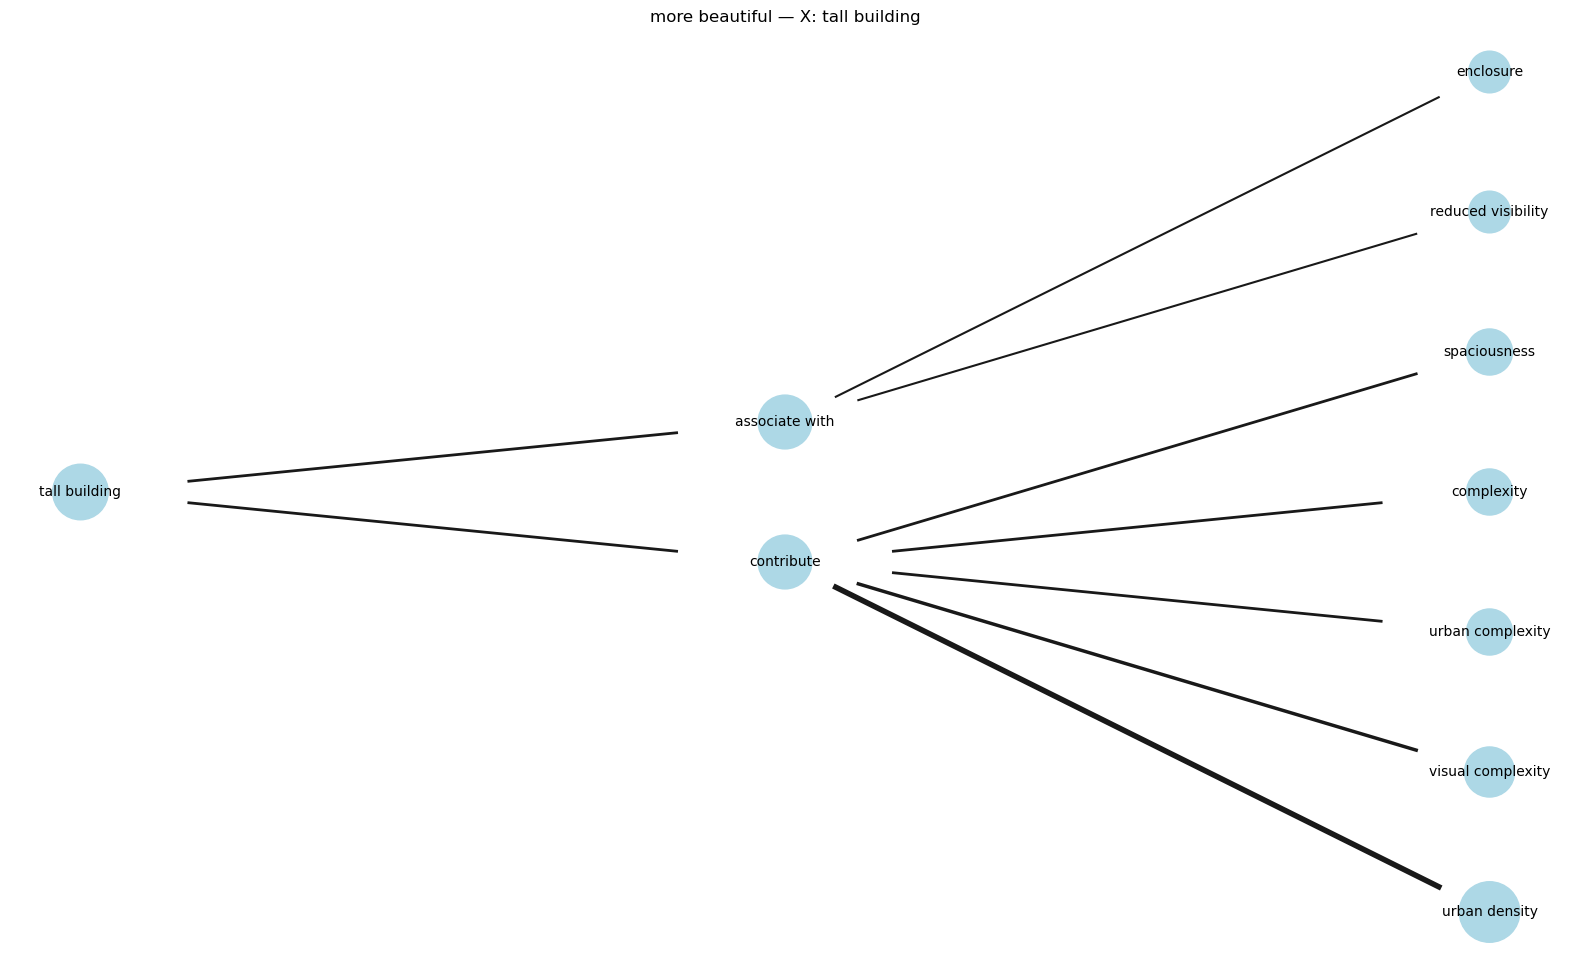 more beautiful — X: tall building
enclosure
reduced visibility
spaciousness
associate with
tall building
complexity
contribute
urban complexity
visual complexity
urban density